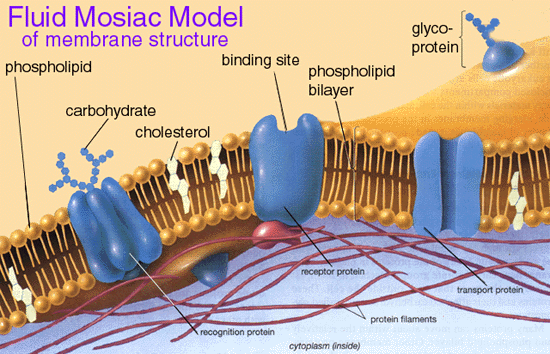 Fluid Mosiac Model
of membrane structure
phospholipid
carbohydrate
cholesterol
binding site
phospholipid
bilayer
glyco-
protein
receptor protein
transport protein
recognition protein
protein filaments
cytoplasm (inside)